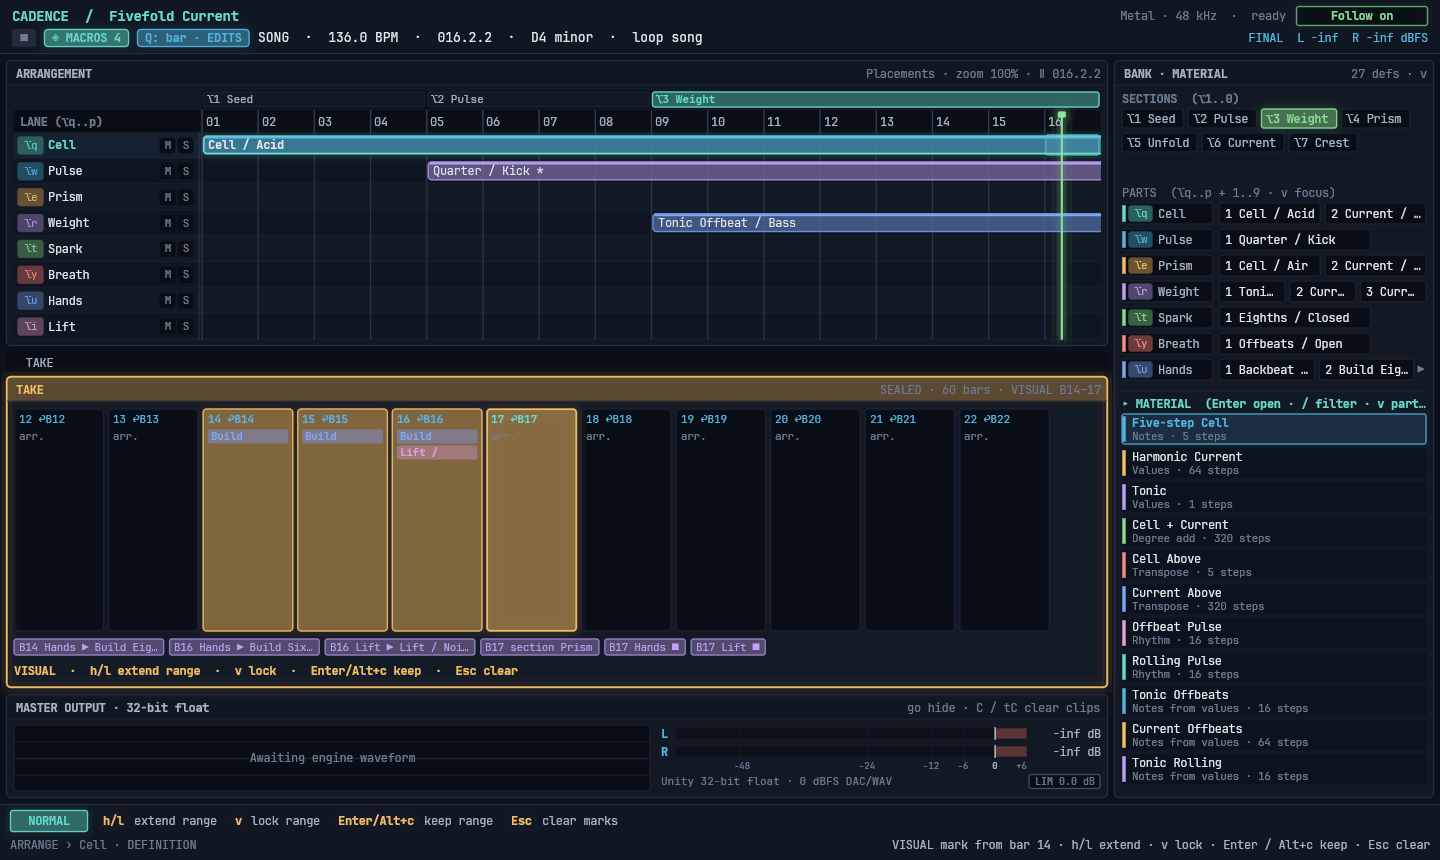 CADENCE / Fivefold Current
Metal · 48 kHz · ready Follow on
MACROS 4 Q: bar · EDITS SONG · 136.0 BPM · 016.2.2 · D4 minor · loop song
FINAL L -inf R -inf dBFS
ARRANGEMENT Placements · zoom 100% · Ⅱ 016.2.2
⌥1 Seed ⌥2 Pulse ⌥3 Weight
LANE (⌥q..p) 01 02 03 04 05 06 07 08 09 10 11 12 13 14 15 16
⌥q Cell M S Cell / Acid
⌥w Pulse M S Quarter / Kick *
⌥e Prism M S
⌥r Weight M S Tonic Offbeat / Bass
⌥t Spark M S
⌥y Breath M S
⌥u Hands M S
⌥i Lift M S
TAKE
TAKE SEALED · 60 bars · VISUAL B14–17
12 ↶B12 13 ↶B13 14 ↶B14 15 ↶B15 16 ↶B16 17 ↶B17 18 ↶B18 19 ↶B19 20 ↶B20 21 ↶B21 22 ↶B22
arr. arr. Build Build Build arr. arr. arr. arr. arr. arr.
Lift /
B14 Hands ▶ Build Eig… B16 Hands ▶ Build Six… B16 Lift ▶ Lift / Noi… B17 section Prism B17 Hands ■ B17 Lift ■
VISUAL · h/l extend range · v lock · Enter/Alt+c keep · Esc clear
MASTER OUTPUT · 32-bit float go hide · C / tC clear clips
Awaiting engine waveform
L -inf dB
R -inf dB
-48 -24 -12 -6 0 +6
Unity 32-bit float · 0 dBFS DAC/WAV LIM 0.0 dB
BANK · MATERIAL 27 defs · v
SECTIONS (⌥1..0)
⌥1 Seed ⌥2 Pulse ⌥3 Weight ⌥4 Prism
⌥5 Unfold ⌥6 Current ⌥7 Crest
PARTS (⌥q..p + 1..9 · v focus)
⌥q Cell 1 Cell / Acid 2 Current / …
⌥w Pulse 1 Quarter / Kick
⌥e Prism 1 Cell / Air 2 Current / …
⌥r Weight 1 Toni… 2 Curr… 3 Curr…
⌥t Spark 1 Eighths / Closed
⌥y Breath 1 Offbeats / Open
⌥u Hands 1 Backbeat … 2 Build Eig… ▶
▸ MATERIAL (Enter open · / filter · v part…
Five-step Cell
Notes · 5 steps
Harmonic Current
Values · 64 steps
Tonic
Values · 1 steps
Cell + Current
Degree add · 320 steps
Cell Above
Transpose · 5 steps
Current Above
Transpose · 320 steps
Offbeat Pulse
Rhythm · 16 steps
Rolling Pulse
Rhythm · 16 steps
Tonic Offbeats
Notes from values · 16 steps
Current Offbeats
Notes from values · 64 steps
Tonic Rolling
Notes from values · 16 steps
NORMAL h/l extend range v lock range Enter/Alt+c keep range Esc clear marks
ARRANGE › Cell · DEFINITION
VISUAL mark from bar 14 · h/l extend · v lock · Enter / Alt+c keep · Esc clear